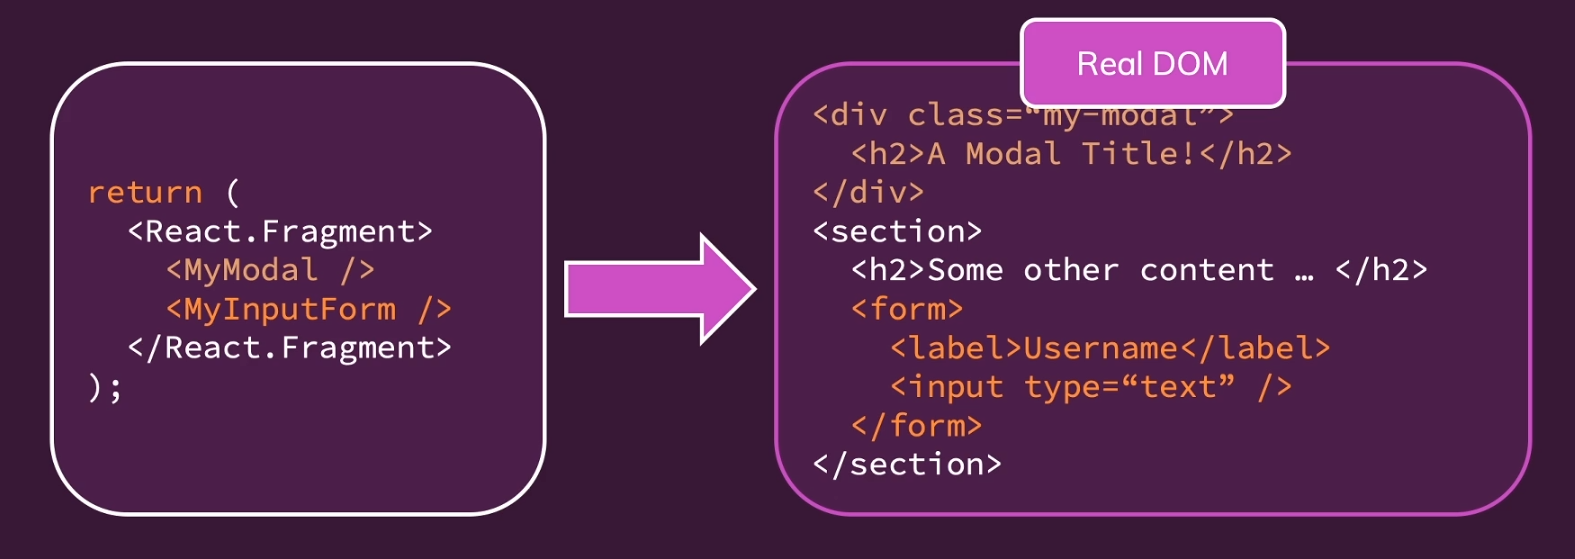 return (
<React.Fragment>
<MyModal />
<MyInputForm />
</React.Fragment>
);
Real DOM
<div class=“my-modal”>
<h2>A Modal Title!</h2>
</div>
<section>
<h2>Some other content … </h2>
<form>
<label>Username</label>
<input type=“text” />
</form>
</section>